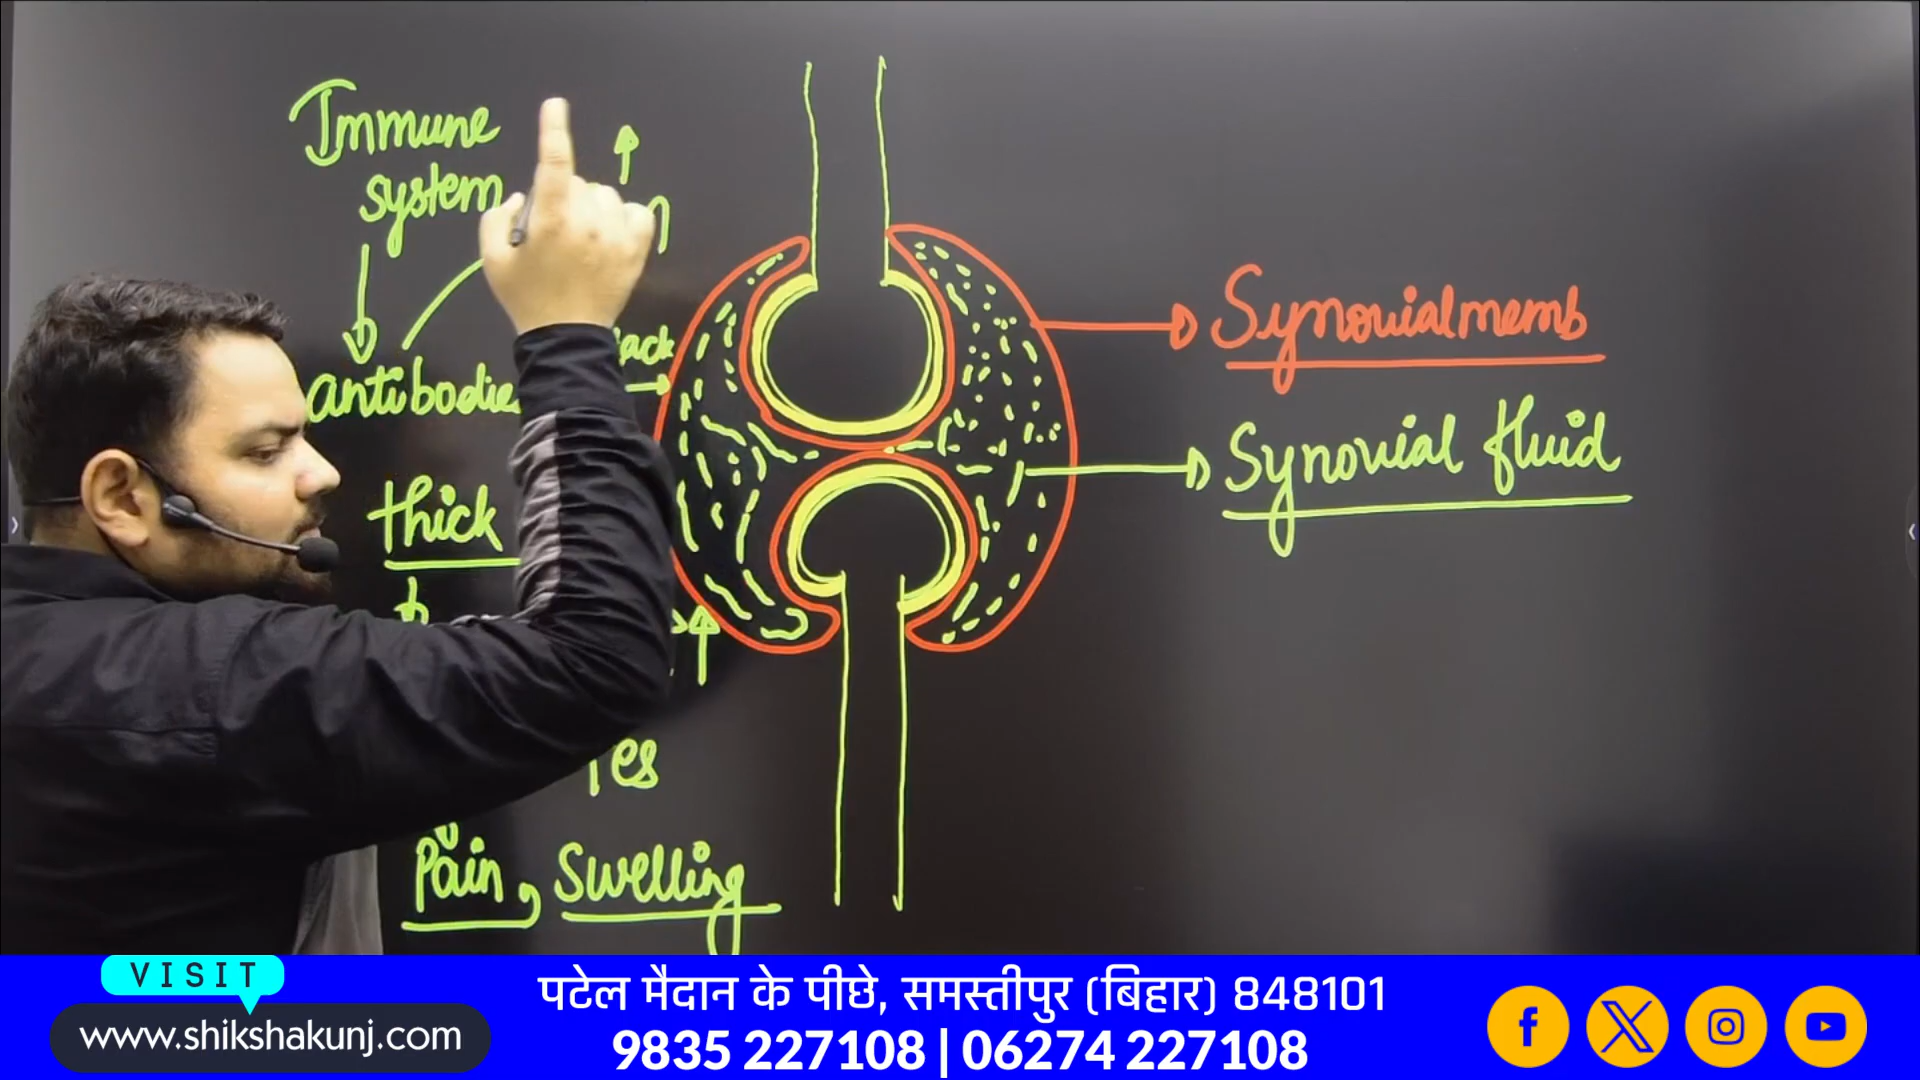 Immune
system
antibodies
Synovialmemb
Synovial fluid
thick
Pain, Swelling
VISIT
www.shikshakunj.com
पटेल मैदान के पीछे, समस्तीपुर (बिहार) 848101
9835 227108 | 06274 227108